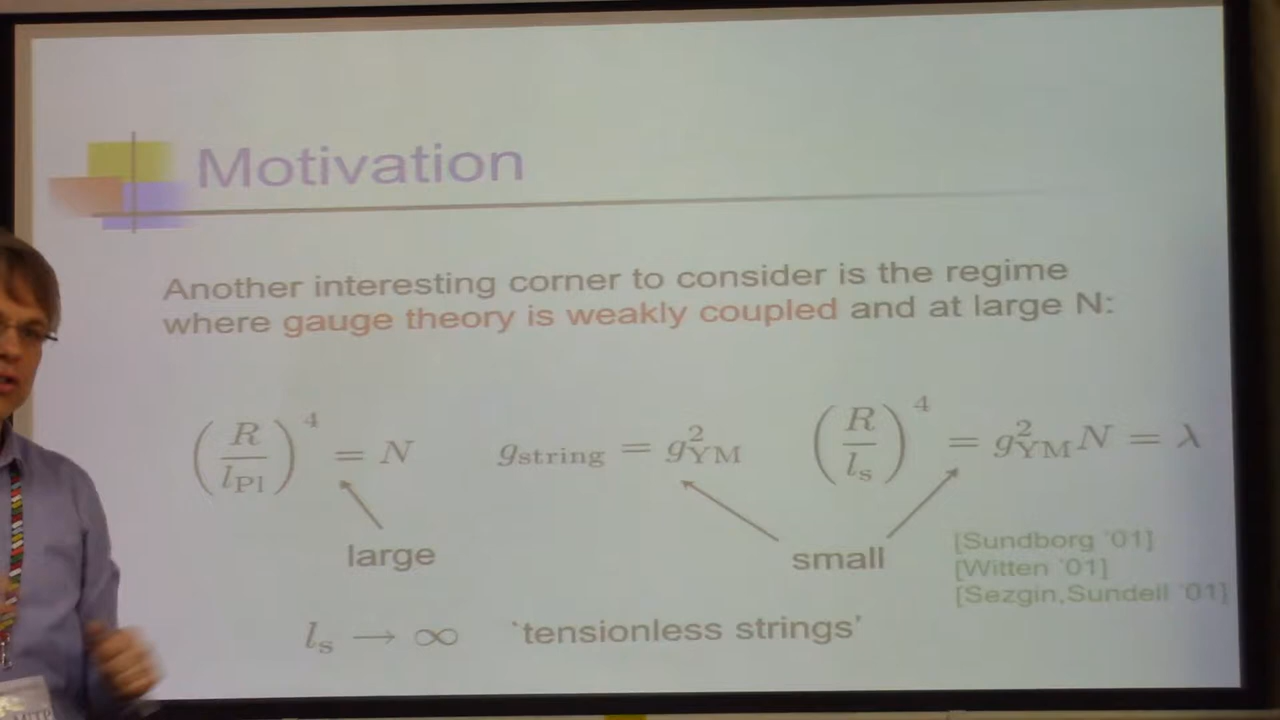 Motivation
Another interesting corner to consider is the regime
where gauge theory is weakly coupled and at large N:
(R/l_Pl)^4 = N    g_string = g_YM^2    (R/l_s)^4 = g_YM^2 N = λ
large
small
[Sundborg '01]
[Witten '01]
[Sezgin,Sundell '01]
l_s → ∞ 'tensionless strings'